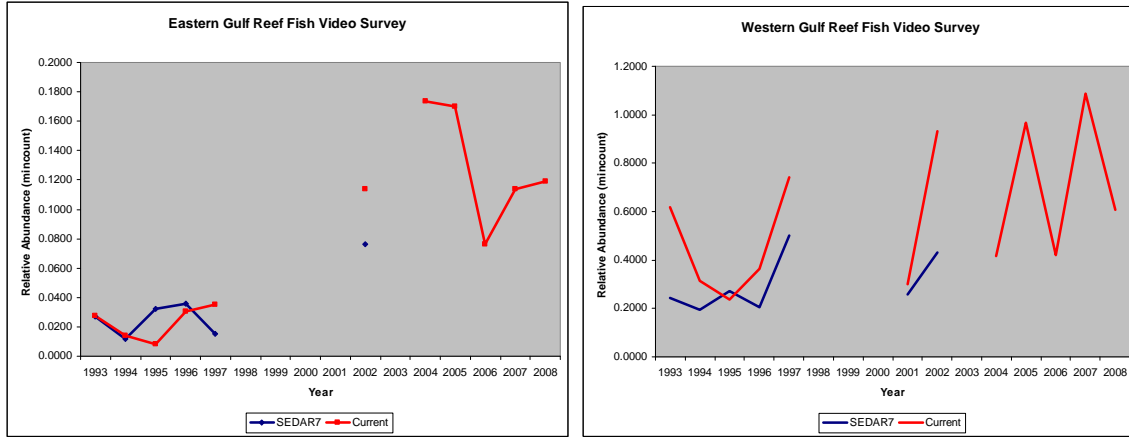 Eastern Gulf Reef Fish Video Survey
0.2000
0.1800
0.1600
0.1400
0.1200
0.1000
0.0800
0.0600
0.0400
0.0200
0.0000
Relative Abundance (mincount)
1993 1994 1995 1996 1997 1998 1999 2000 2001 2002 2003 2004 2005 2006 2007 2008
Year
SEDAR7 Current
Western Gulf Reef Fish Video Survey
1.2000
1.0000
0.8000
0.6000
0.4000
0.2000
0.0000
Relative Abundance (mincount)
1993 1994 1995 1996 1997 1998 1999 2000 2001 2002 2003 2004 2005 2006 2007 2008
Year
SEDAR7 Current